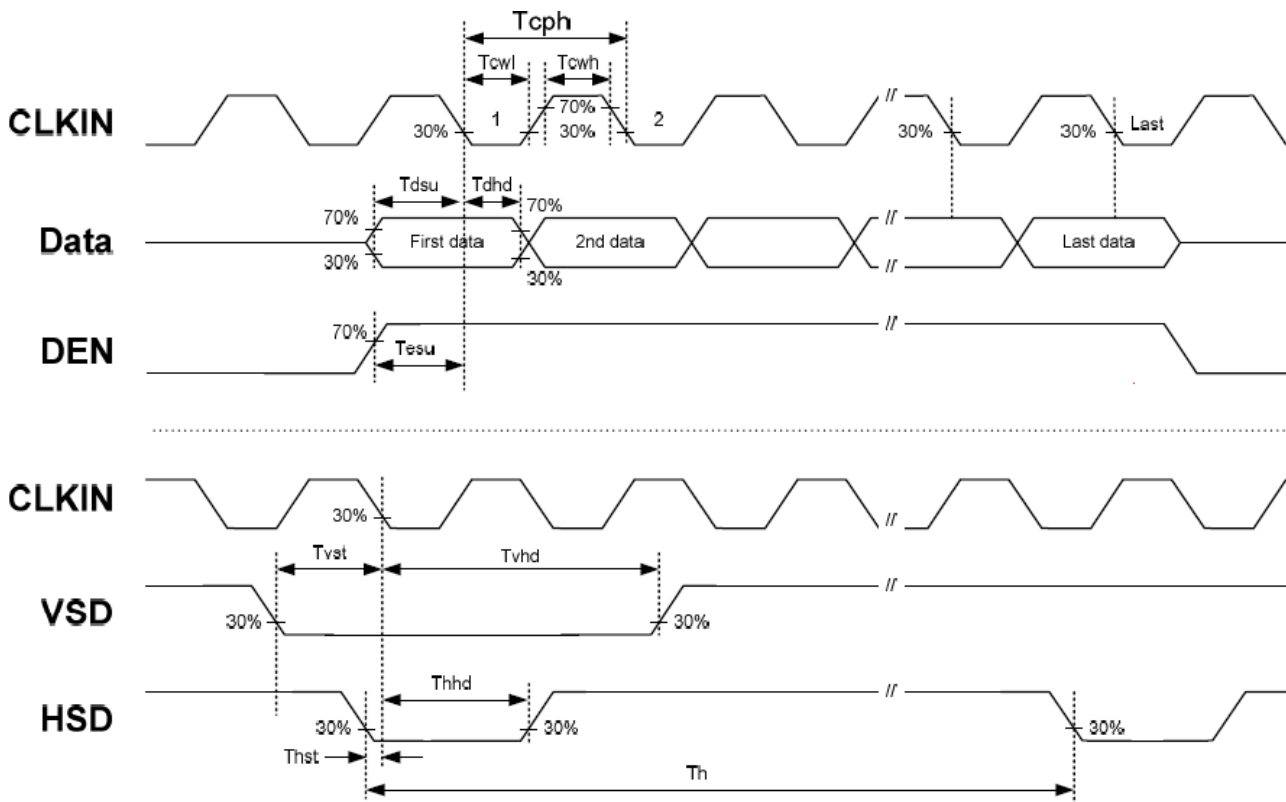 Tcph
Tcwl Tcwh
CLKIN 30% 1 70% 30% 2 // 30% 30% Last
Tdsu Tdhd
70% 70%
Data First data 2nd data // Last data
30% 30%
//
70%
DEN Tesu
CLKIN 30% //
Tvst Tvhd
VSD 30% 30% //
Thhd
HSD 30% 30% // 30%
Thst
Th